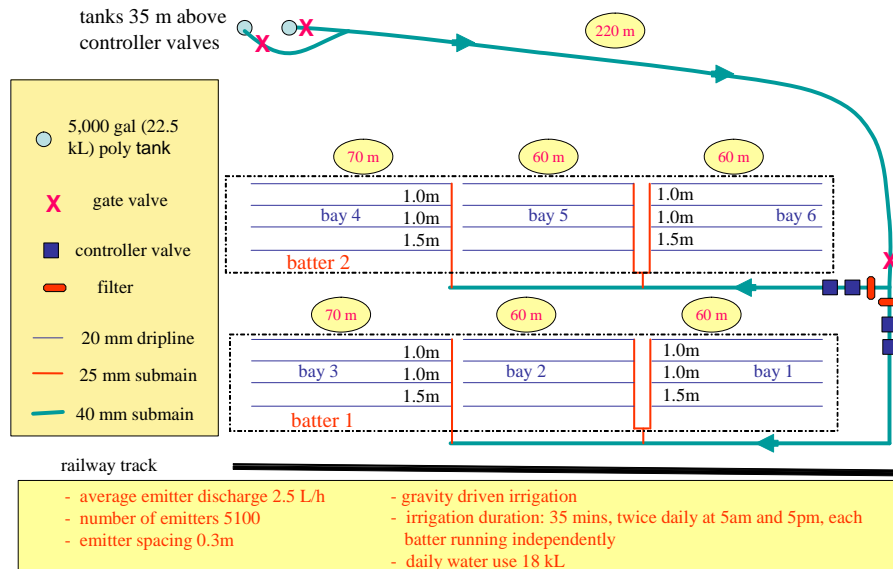 tanks 35 m above
controller valves
220 m
5,000 gal (22.5
kL) poly tank
X gate valve
controller valve
filter
20 mm dripline
25 mm submain
40 mm submain
X
X
70 m
60 m
60 m
1.0m
1.0m
bay 4
1.0m
bay 5
1.0m
bay 6
1.5m
1.5m
batter 2
X
70 m
60 m
60 m
1.0m
1.0m
bay 3
1.0m
bay 2
1.0m
bay 1
1.5m
1.5m
batter 1
railway track
- average emitter discharge 2.5 L/h
- number of emitters 5100
- emitter spacing 0.3m
- gravity driven irrigation
- irrigation duration: 35 mins, twice daily at 5am and 5pm, each
batter running independently
- daily water use 18 kL